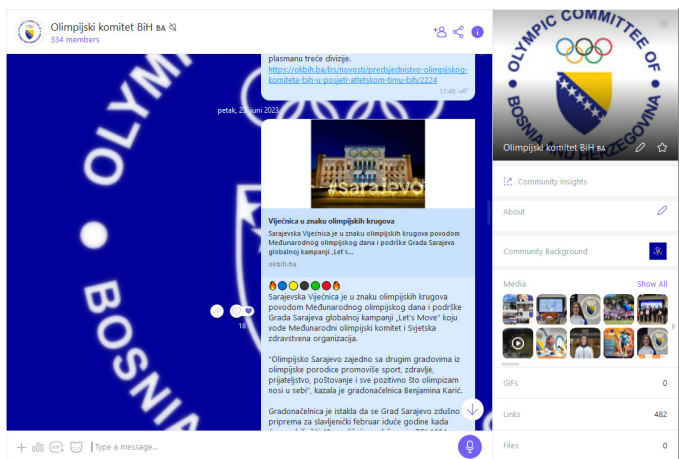 Olimpijski komitet BiH BA
334 members
plasmanu treće divizije.
https://okbih.ba/bs/novosti/predsjednistvo-olimpijskog-
komiteta-bih-u-posjeti-atletskom-timu-bih/2224
17:49
petak, 23. juni 2023.
#sarajevo
Vijećnica u znaku olimpijskih krugova
Sarajevska Vijećnica je u znaku olimpijskih krugova povodom
Međunarodnog olimpijskog dana i podrške Grada Sarajeva
globalnoj kampanji „Let's...
okbih.ba
Sarajevska Vijećnica je u znaku olimpijskih krugova
povodom Međunarodnog olimpijskog dana i podrške
Grada Sarajeva globalnoj kampanji „Let's Move" koju
vode Međunarodni olimpijski komitet i Svjetska
zdravstvena organizacija.
18
"Olimpijsko Sarajevo zajedno sa drugim gradovima iz
olimpijske porodice promoviše sport, zdravlje,
prijateljstvo, poštovanje i sve pozitivno što olimpizam
nosi u sebi", kazala je gradonačelnica Benjamina Karić.
Gradonačelnica je istakla da se Grad Sarajevo zdušno
priprema za slavljenički februar iduće godine kada
OLYM
BOSNIA
GIF
Type a message...
OLYMPIC COMMITTEE OF
BOSNIA AND HERZEGOVINA
Olimpijski komitet BiH BA
Community Insights
About
Community Background
Media
Show All
GIFs
0
Links
482
Files
0